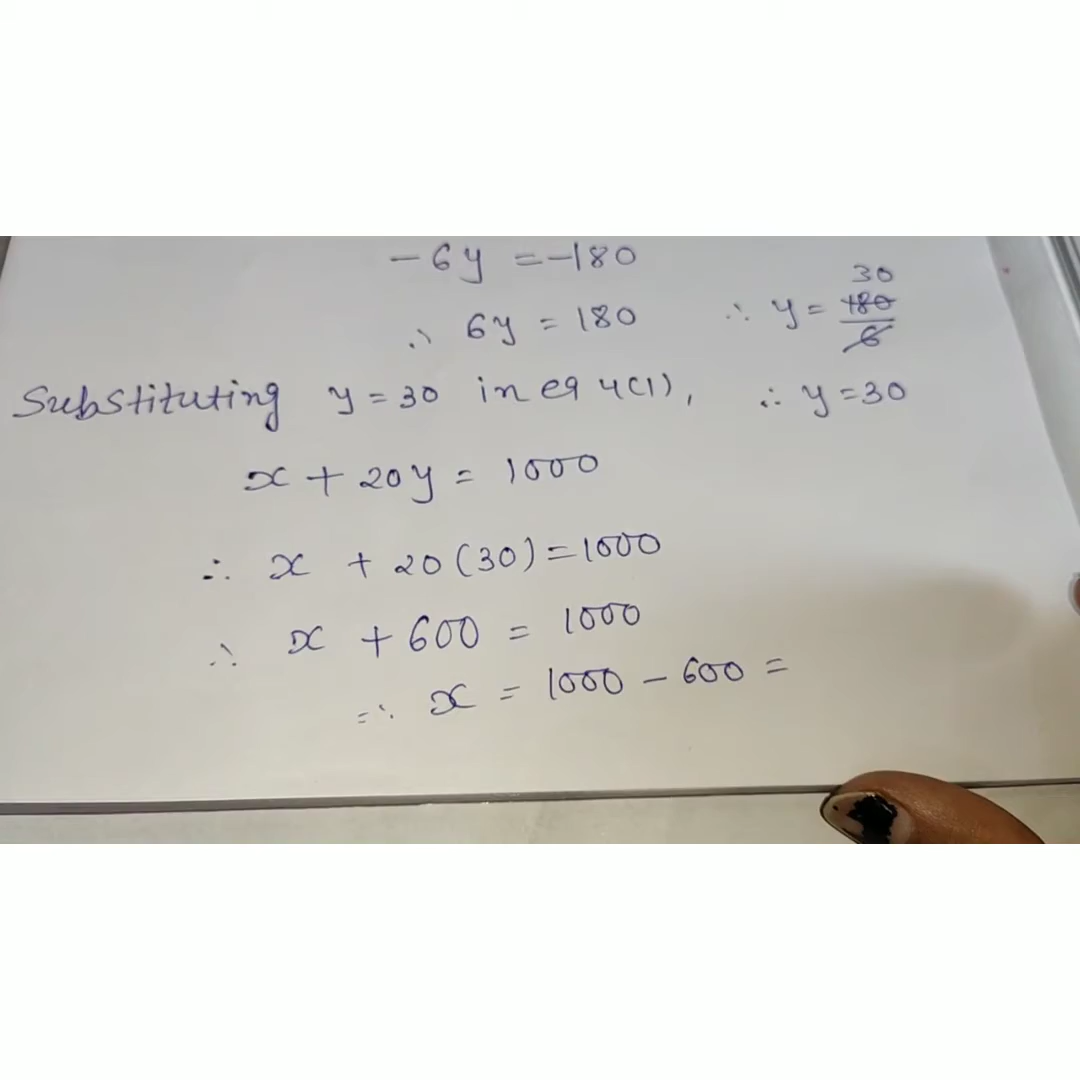 -6y = -180
∴ 6y = 180 ∴ y = 180/6 30
Substituting y = 30 in eq 4(1), ∴ y = 30
x + 20y = 1000
∴ x + 20(30) = 1000
∴ x + 600 = 1000
∴ x = 1000 - 600 =